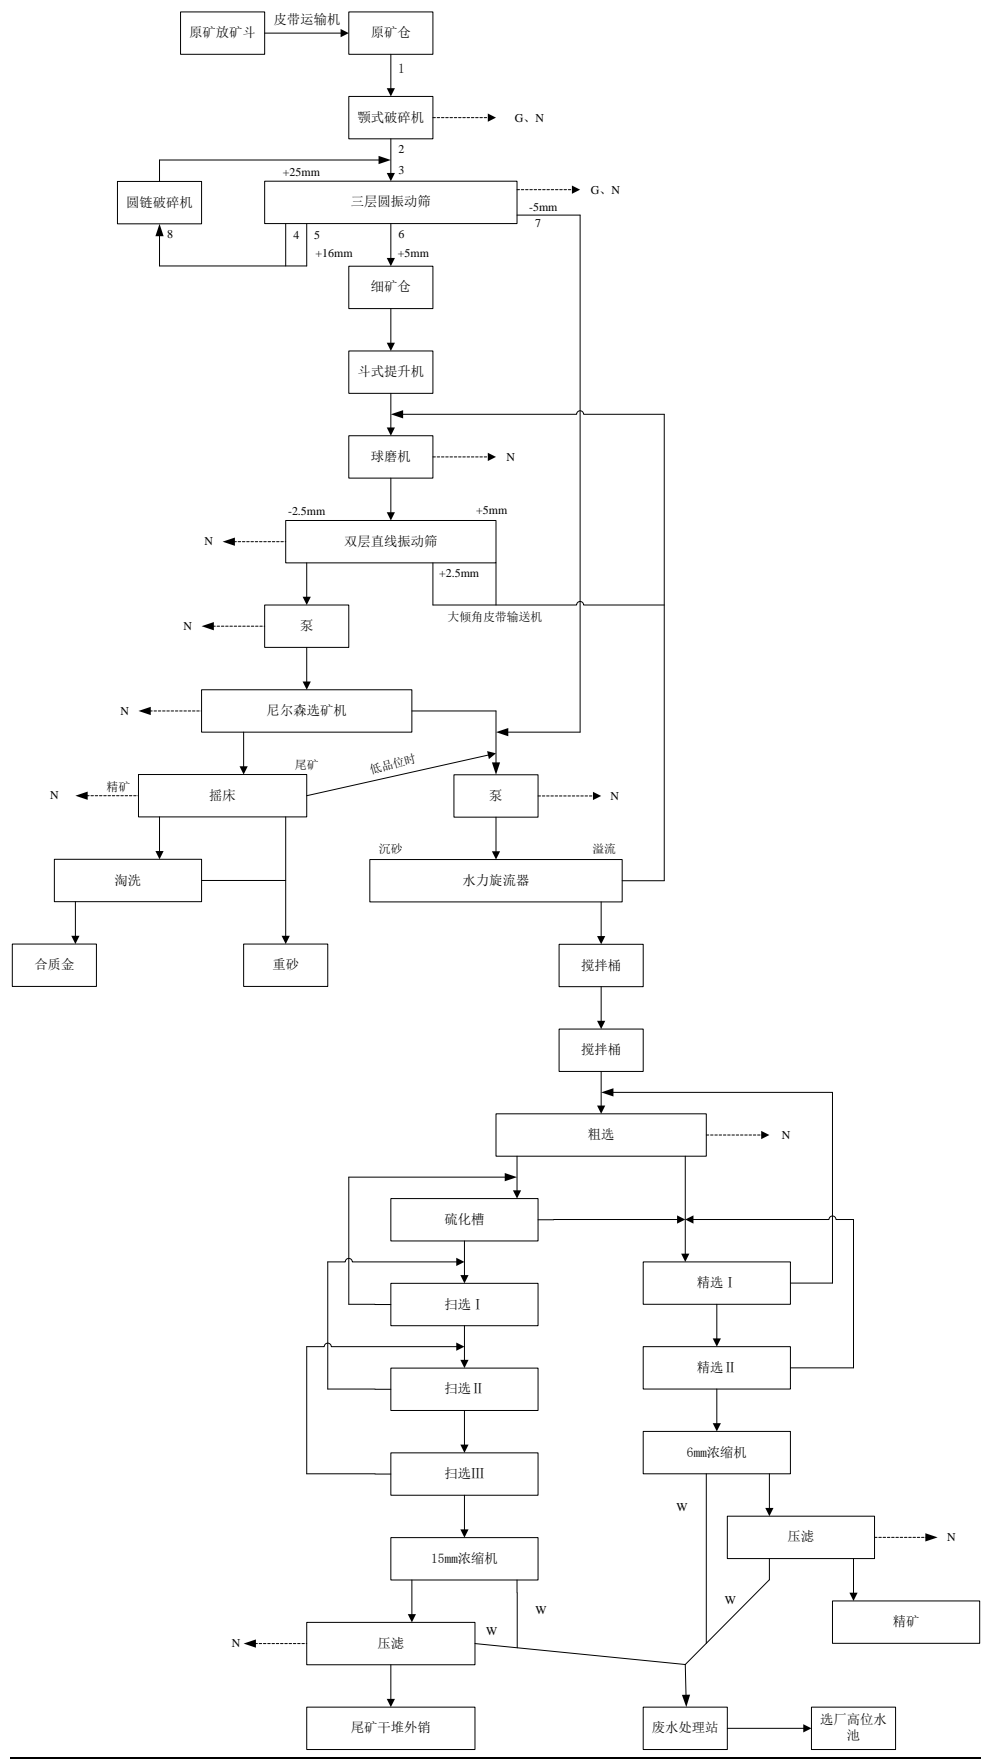 皮带运输机
原矿放矿斗
原矿仓
1
颚式破碎机
G、N
2
3
+25mm
圆链破碎机
三层圆振动筛
G、N
-5mm
7
8
4
5
6
+16mm
+5mm
细矿仓
斗式提升机
球磨机
N
-2.5mm
+5mm
N
双层直线振动筛
+2.5mm
大倾角皮带输送机
N
泵
N
尼尔森选矿机
尾矿
低品位时
N
精矿
摇床
泵
N
沉砂
溢流
淘洗
水力旋流器
合质金
重砂
搅拌桶
搅拌桶
粗选
N
硫化槽
扫选Ⅰ
精选Ⅰ
扫选Ⅱ
精选Ⅱ
扫选Ⅲ
6mm浓缩机
W
压滤
N
15mm浓缩机
W
W
精矿
W
N
压滤
尾矿干堆外销
废水处理站
选厂高位水
池